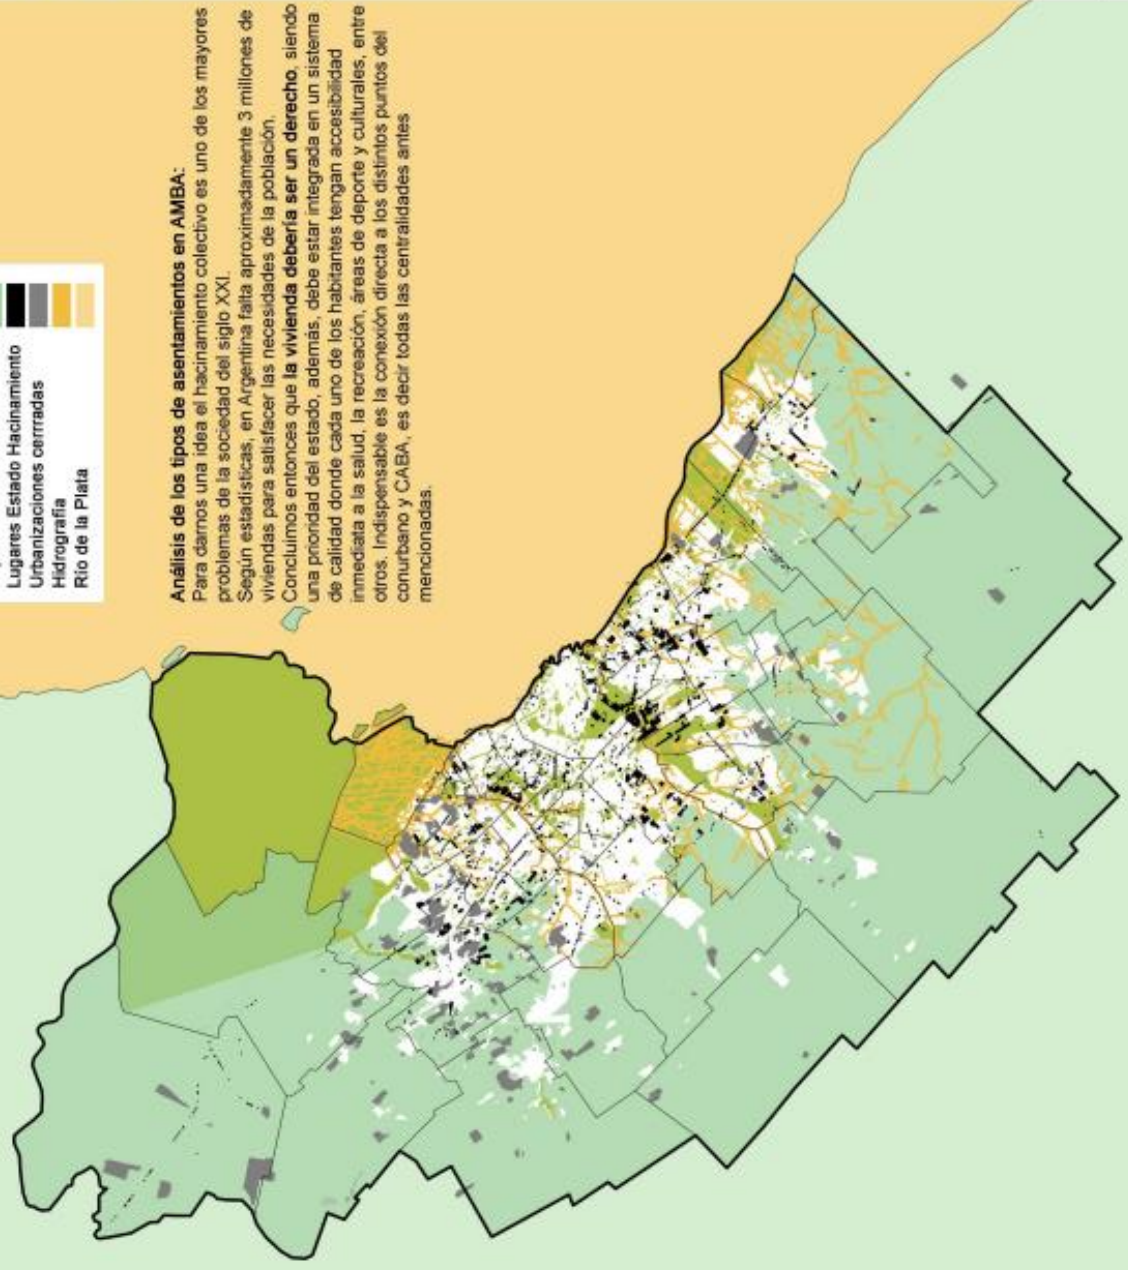 Lugares Estado Hacinamiento
Urbanizaciones cerrradas
Hidrografía
Río de la Plata
Análisis de los tipos de asentamientos en AMBA:
Para darnos una idea el hacinamiento colectivo es uno de los mayores
problemas de la sociedad del siglo XXI.
Según estadísticas, en Argentina falta aproximadamente 3 millones de
viviendas para satisfacer las necesidades de la población.
Concluimos entonces que la vivienda debería ser un derecho, siendo
una prioridad del estado, además, debe estar integrada en un sistema
de calidad donde cada uno de los habitantes tengan accesibilidad
inmediata a la salud, la recreación, áreas de deporte y culturales, entre
otros. Indispensable es la conexión directa a los distintos puntos del
conurbano y CABA, es decir todas las centralidades antes
mencionadas.